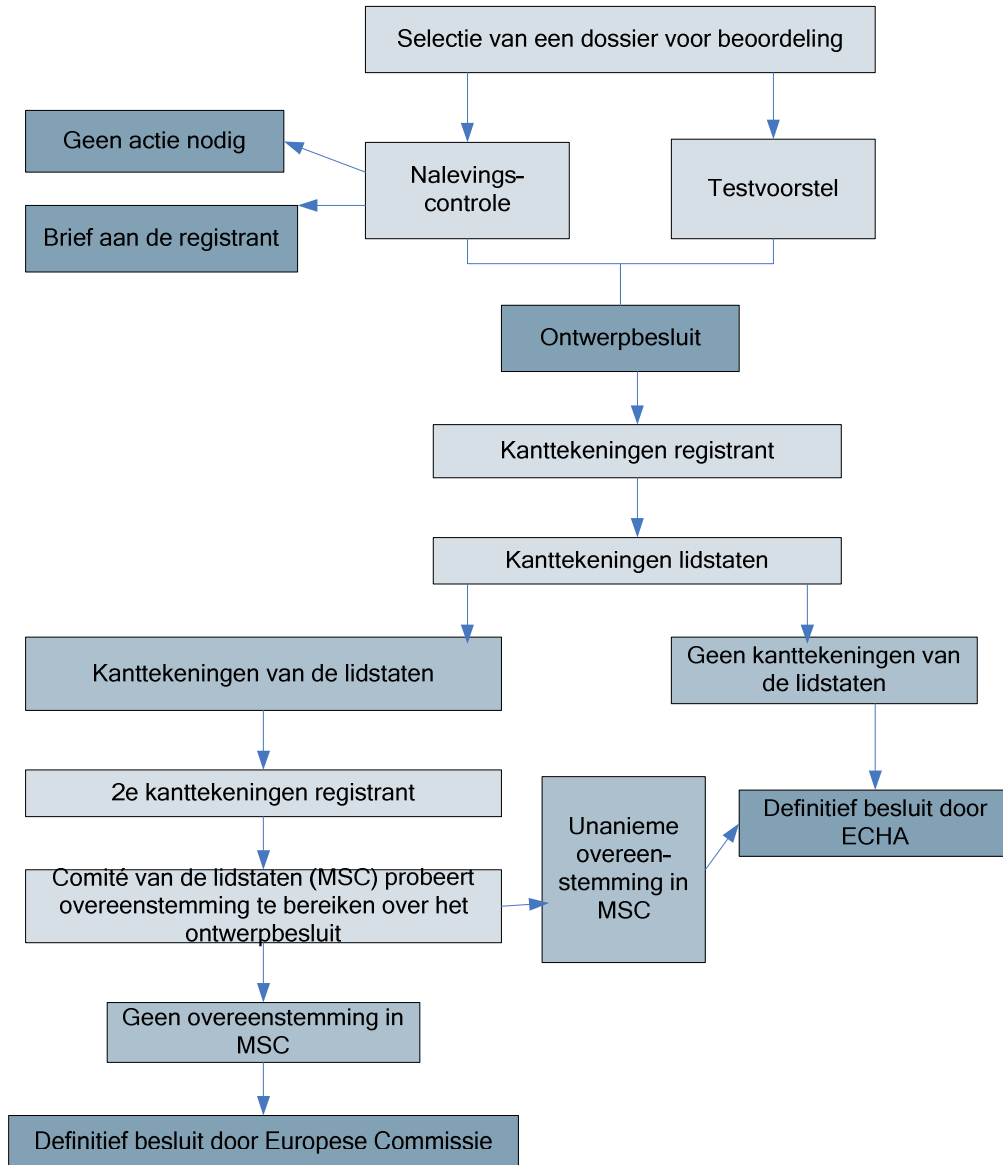 Selectie van een dossier voor beoordeling
Geen actie nodig
Nalevings-
controle
Testvoorstel
Brief aan de registrant
Ontwerpbesluit
Kanttekeningen registrant
Kanttekeningen lidstaten
Kanttekeningen van de lidstaten
Geen kanttekeningen van
de lidstaten
2e kanttekeningen registrant
Unanieme
overeen-
stemming in
MSC
Definitief besluit door
ECHA
Comité van de lidstaten (MSC) probeert
overeenstemming te bereiken over het
ontwerpbesluit
Geen overeenstemming in
MSC
Definitief besluit door Europese Commissie